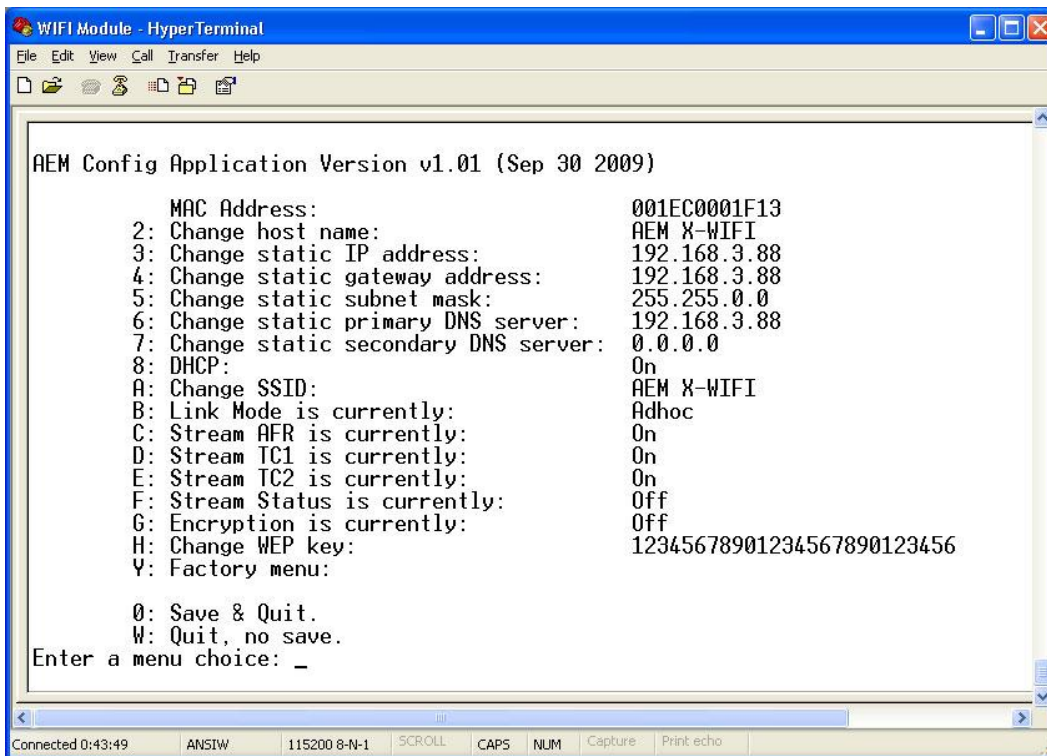 WIFI Module - HyperTerminal
File Edit View Call Transfer Help
AEM Config Application Version v1.01 (Sep 30 2009)
MAC Address: 001EC0001F13
2: Change host name: AEM X-WIFI
3: Change static IP address: 192.168.3.88
4: Change static gateway address: 192.168.3.88
5: Change static subnet mask: 255.255.0.0
6: Change static primary DNS server: 192.168.3.88
7: Change static secondary DNS server: 0.0.0.0
8: DHCP: On
A: Change SSID: AEM X-WIFI
B: Link Mode is currently: Adhoc
C: Stream AFR is currently: On
D: Stream TC1 is currently: On
E: Stream TC2 is currently: On
F: Stream Status is currently: Off
G: Encryption is currently: Off
H: Change WEP key: 12345678901234567890123456
Y: Factory menu:
0: Save & Quit.
W: Quit, no save.
Enter a menu choice: _
Connected 0:43:49 ANSIW 115200 8-N-1 SCROLL CAPS NUM Capture Print echo